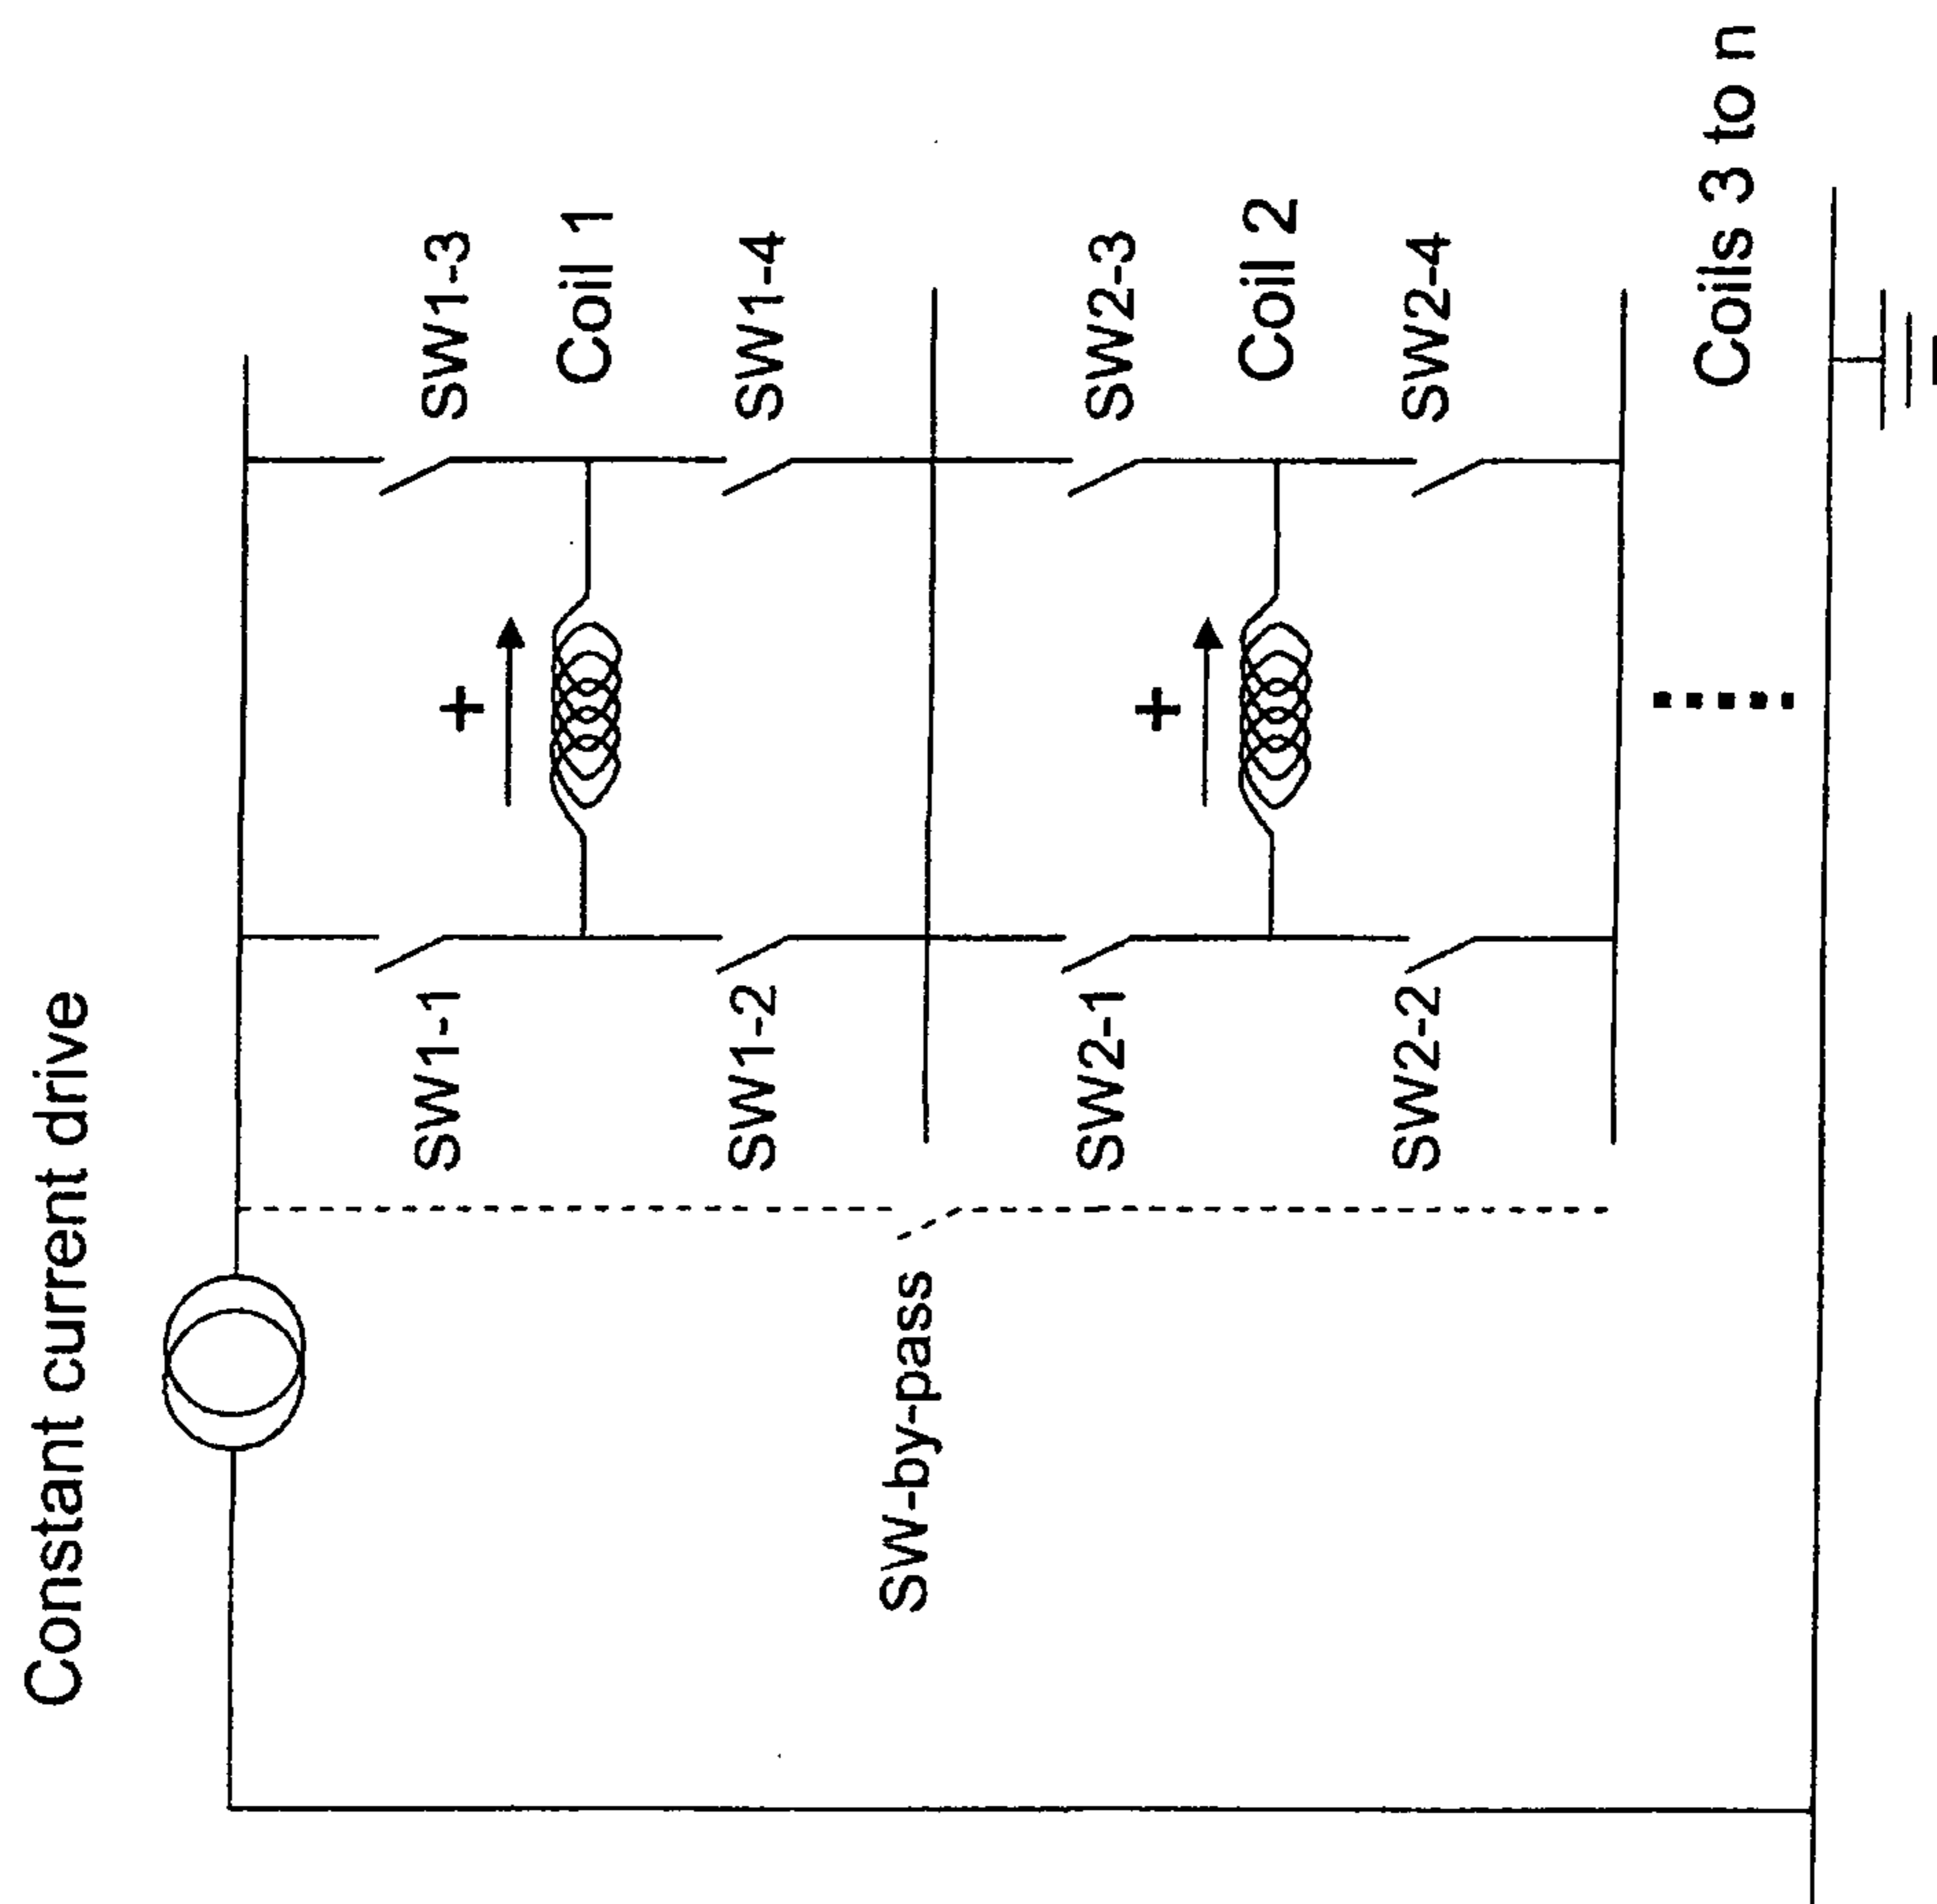 Constant current drive
SW1-1
SW1-3
+
Coil 1
SW1-2
SW1-4
SW-by-pass
SW2-1
SW2-3
+
Coil 2
SW2-2
SW2-4
Coils 3 to n